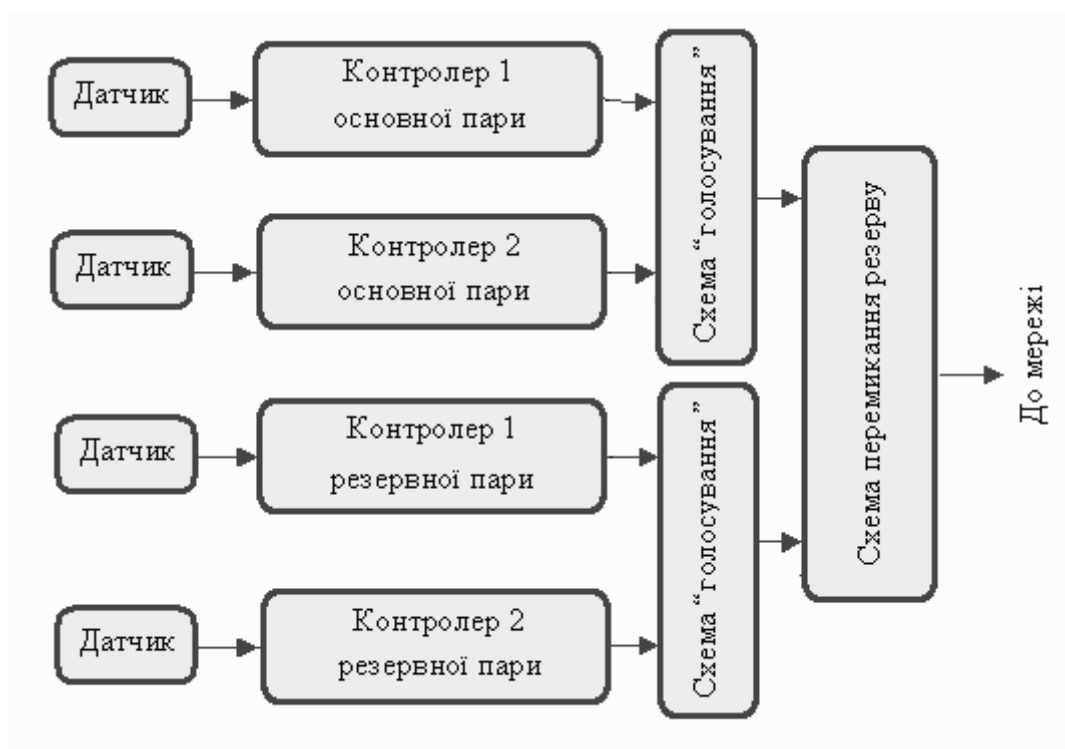 Датчик
Контролер 1
основної пари
Датчик
Контролер 2
основної пари
Схема “голосування”
Датчик
Контролер 1
резервної пари
Датчик
Контролер 2
резервної пари
Схема “голосування”
Схема перемикання резерву
До мережі